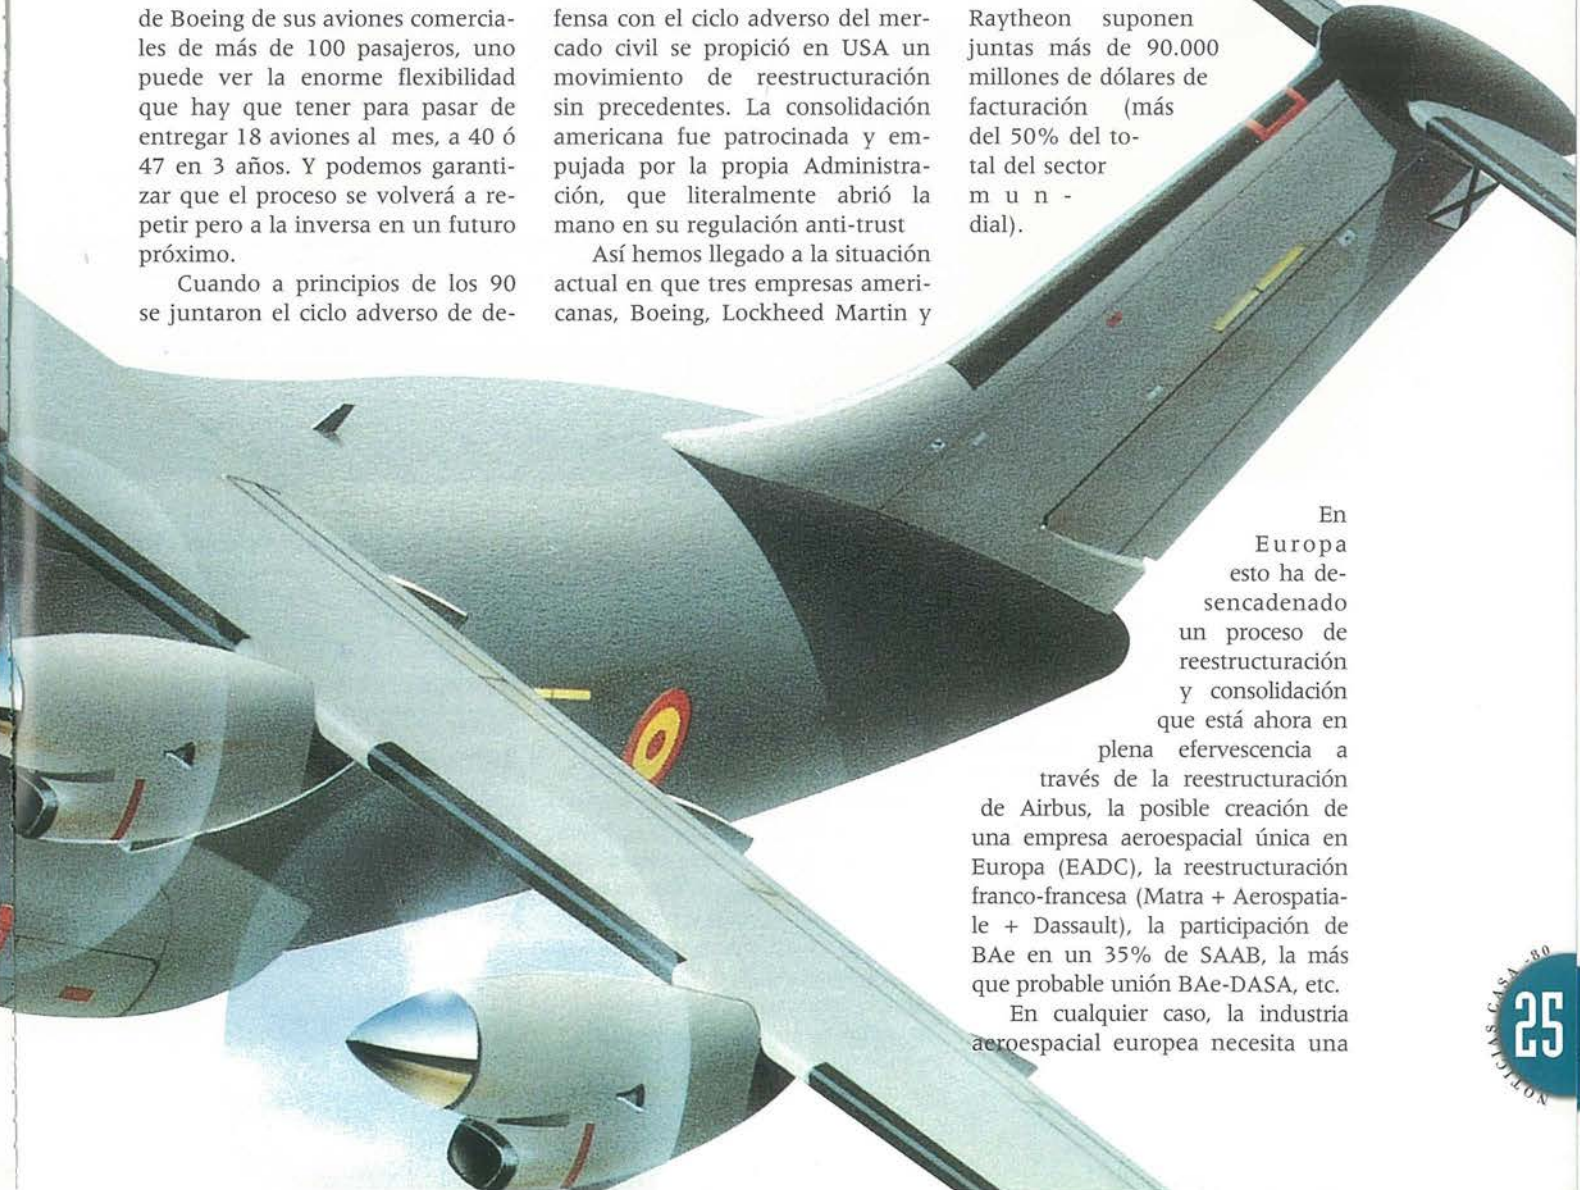 de Boeing de sus aviones comercia-
les de más de 100 pasajeros, uno
puede ver la enorme flexibilidad
que hay que tener para pasar de
entregar 18 aviones al mes, a 40 ó
47 en 3 años. Y podemos garanti-
zar que el proceso se volverá a re-
petir pero a la inversa en un futuro
próximo.
Cuando a principios de los 90
se juntaron el ciclo adverso de de-
fensa con el ciclo adverso del mer-
cado civil se propició en USA un
movimiento de reestructuración
sin precedentes. La consolidación
americana fue patrocinada y em-
pujada por la propia Administra-
ción, que literalmente abrió la
mano en su regulación anti-trust
Así hemos llegado a la situación
actual en que tres empresas ameri-
canas, Boeing, Lockheed Martin y
Raytheon suponen
juntas más de 90.000
millones de dólares de
facturación (más
del 50% del to-
tal del sector
m u n -
dial).
En
Europa
esto ha de-
sencadenado
un proceso de
reestructuración
y consolidación
que está ahora en
plena efervescencia a
través de la reestructuración
de Airbus, la posible creación de
una empresa aeroespacial única en
Europa (EADC), la reestructuración
franco-francesa (Matra + Aerospatia-
le + Dassault), la participación de
BAe en un 35% de SAAB, la más
que probable unión BAe-DASA, etc.
En cualquier caso, la industria
aeroespacial europea necesita una
NOTICIAS CASA -80
25